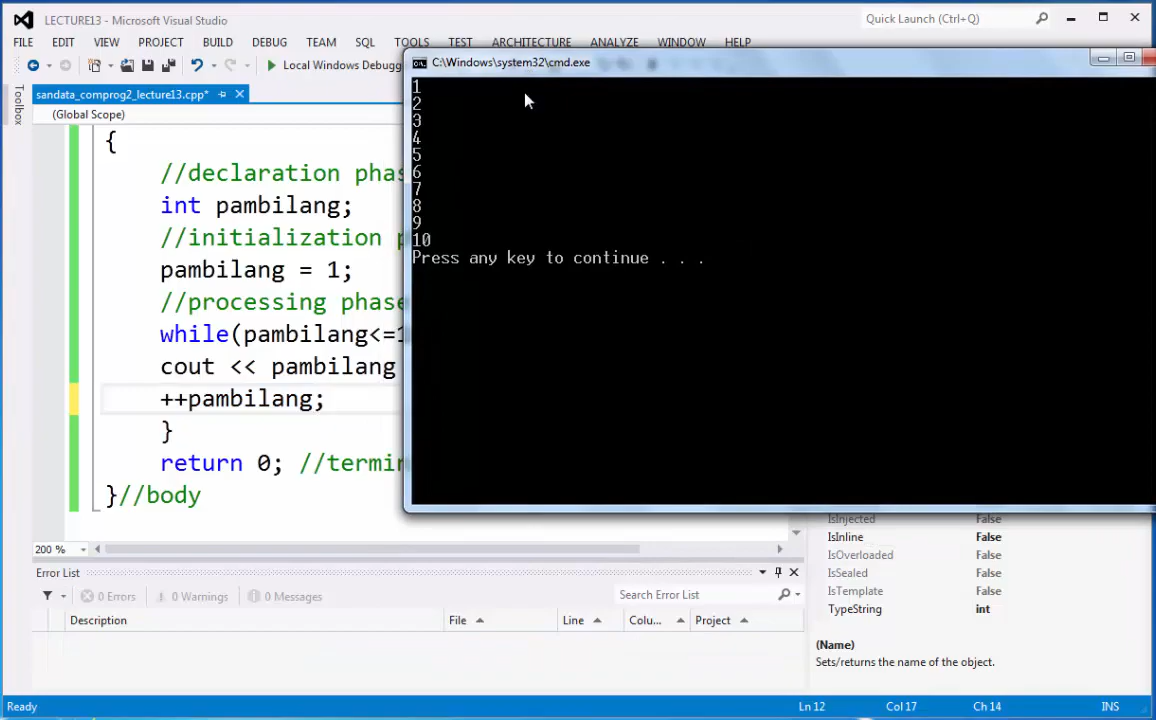 LECTURE13 - Microsoft Visual Studio
Quick Launch (Ctrl+Q)
FILE EDIT VIEW PROJECT BUILD DEBUG TEAM SQL TOOLS TEST ARCHITECTURE ANALYZE WINDOW HELP
Local Windows Debugg
C:\Windows\system32\cmd.exe
Toolbox
sandata_comprog2_lecture13.cpp*
(Global Scope)
{
//declaration phas
int pambilang;
//initialization p
pambilang = 1;
//processing phase
while(pambilang<=1
cout << pambilang
++pambilang;
}
return 0; //termin
}//body
1
2
3
4
5
6
7
8
9
10
Press any key to continue . . .
200 %
Error List
0 Errors 0 Warnings 0 Messages
Search Error List
Description File Line Colu... Project
IsInjected False
IsInline False
IsOverloaded False
IsSealed False
IsTemplate False
TypeString int
(Name)
Sets/returns the name of the object.
Ready Ln 12 Col 17 Ch 14 INS